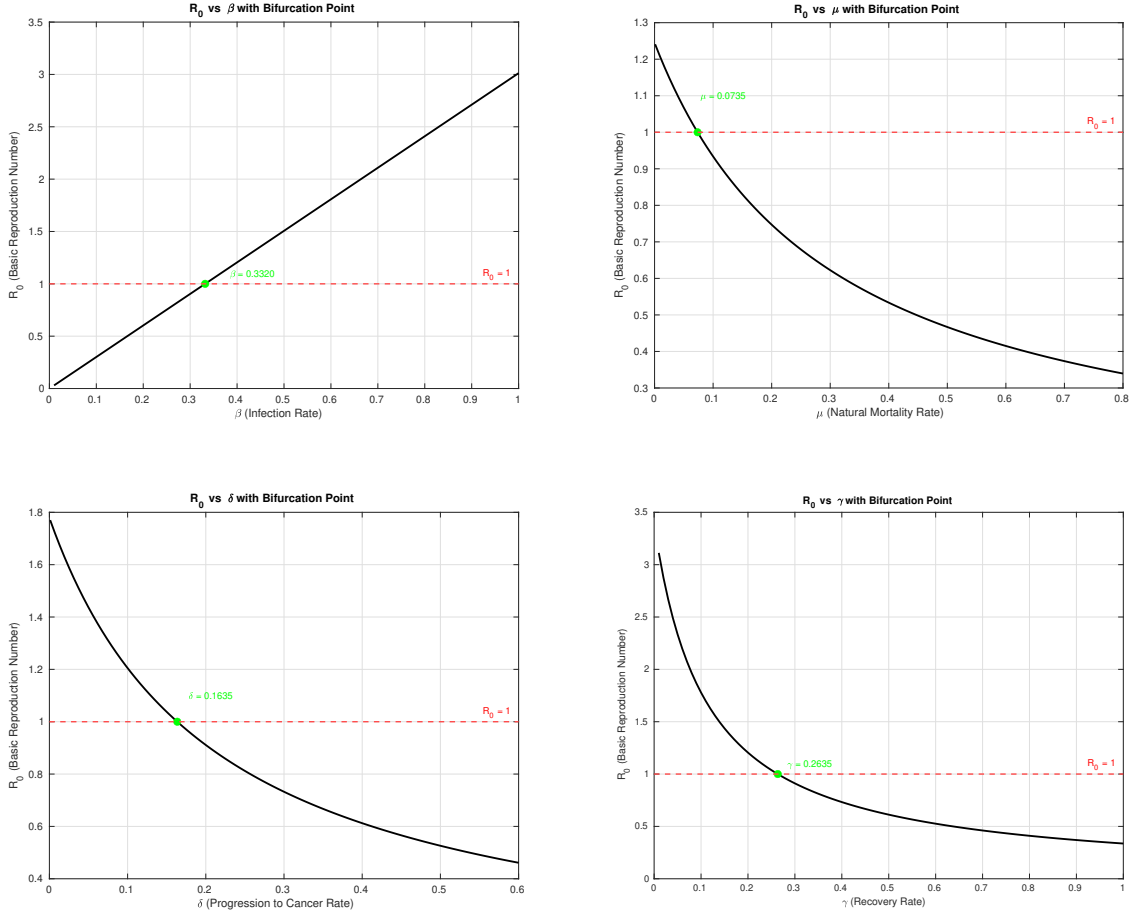 R0 vs β with Bifurcation Point
3.5
3
2.5
2
1.5
1
0.5
0
R0 (Basic Reproduction Number)
β = 0.3320
R0 = 1
0 0.1 0.2 0.3 0.4 0.5 0.6 0.7 0.8 0.9 1
β (Infection Rate)
R0 vs μ with Bifurcation Point
1.3
1.2
1.1
1
0.9
0.8
0.7
0.6
0.5
0.4
0.3
R0 (Basic Reproduction Number)
μ = 0.0735
R0 = 1
0 0.1 0.2 0.3 0.4 0.5 0.6 0.7 0.8
μ (Natural Mortality Rate)
R0 vs δ with Bifurcation Point
1.8
1.6
1.4
1.2
1
0.8
0.6
0.4
R0 (Basic Reproduction Number)
δ = 0.1635
R0 = 1
0 0.1 0.2 0.3 0.4 0.5 0.6
δ (Progression to Cancer Rate)
R0 vs γ with Bifurcation Point
3.5
3
2.5
2
1.5
1
0.5
0
R0 (Basic Reproduction Number)
γ = 0.2635
R0 = 1
0 0.1 0.2 0.3 0.4 0.5 0.6 0.7 0.8 0.9 1
γ (Recovery Rate)